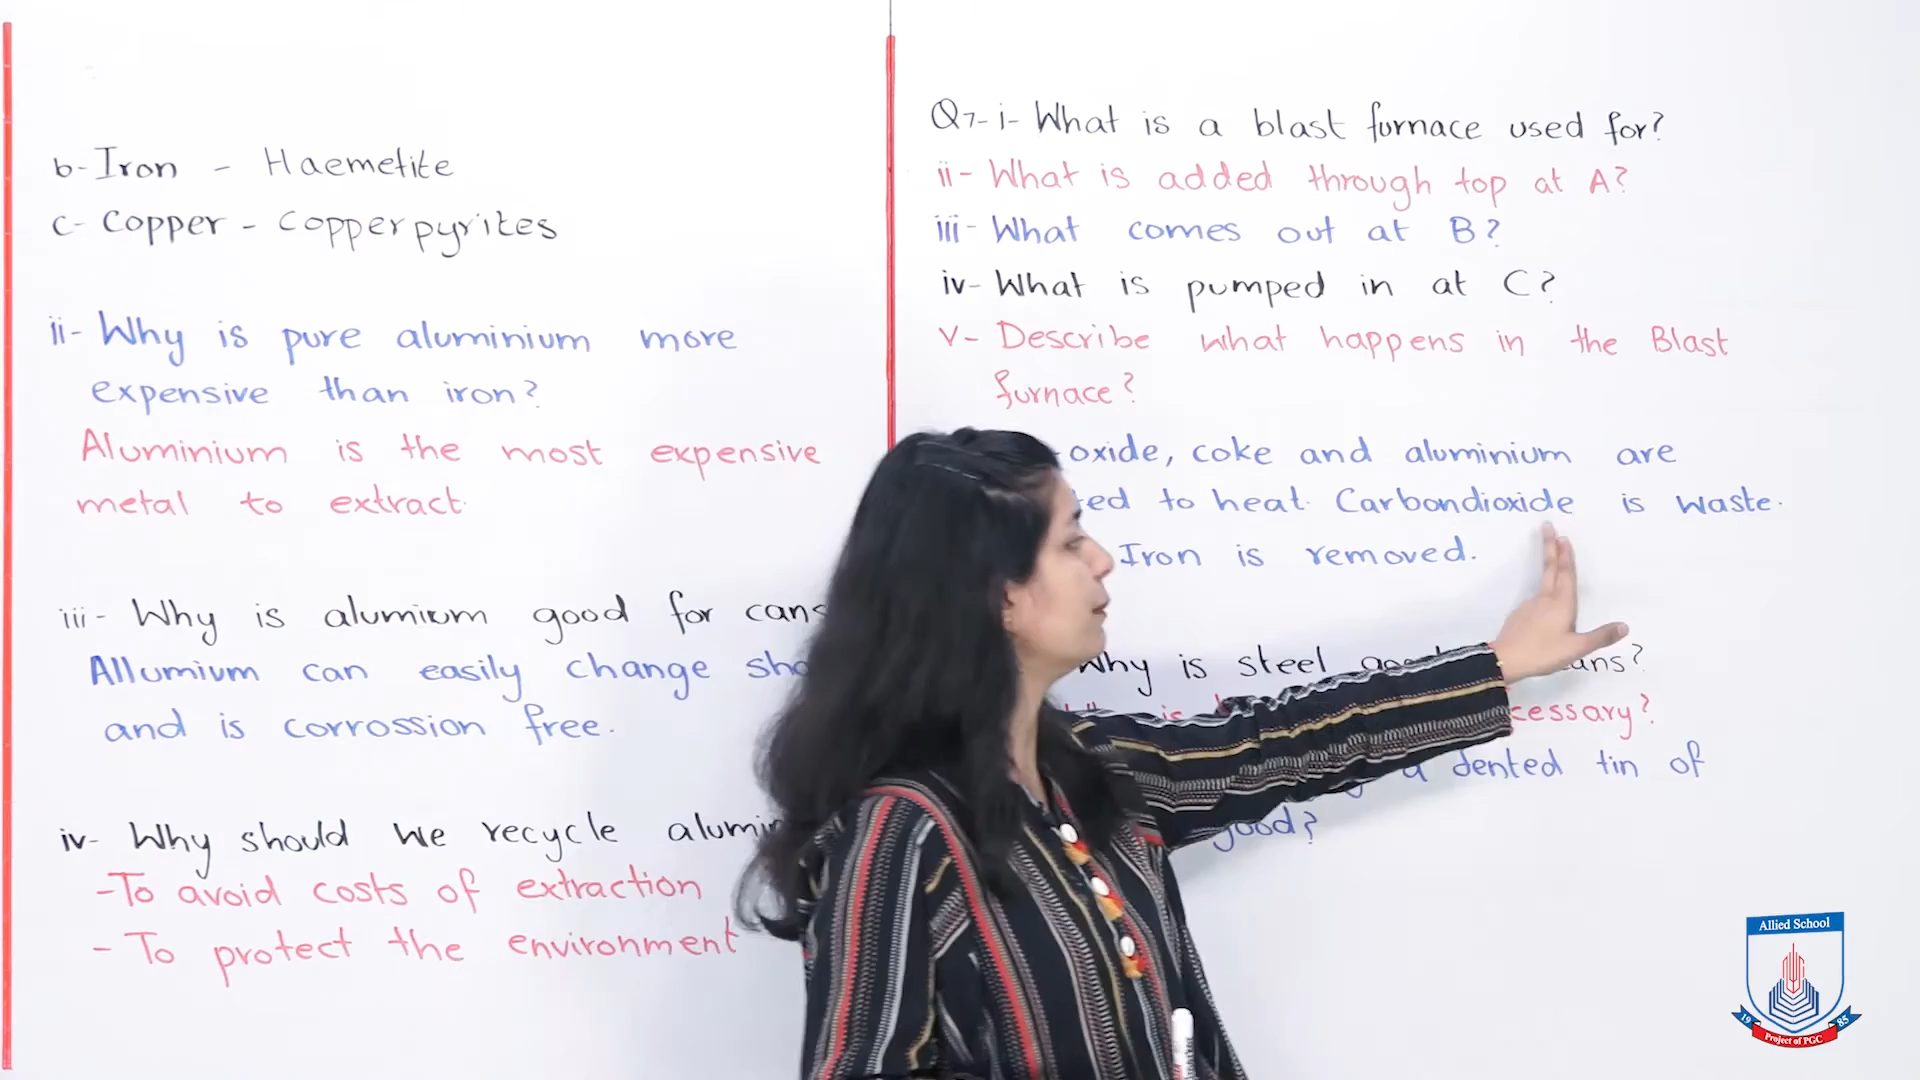 b- Iron - Haemetite
c- Copper - Copperpyrites
ii- Why is pure aluminium more
expensive than iron?
Aluminium is the most expensive
metal to extract.
iii- Why is alumium good for cans
Allumium can easily change
and is corrossion free.
iv- Why should we recycle
-To avoid costs of extraction
- To protect the environment
Q7- i- What is a blast furnace used for?
ii- What is added through top at A?
iii- What comes out at B?
iv- What is pumped in at C?
v- Describe what happens in the Blast
furnace?
oxide, coke and aluminium are
to heat. Carbondioxide is waste.
Iron is removed.
Why is steel
a dented tin of
good?
Allied School
19 85
Project of PGC